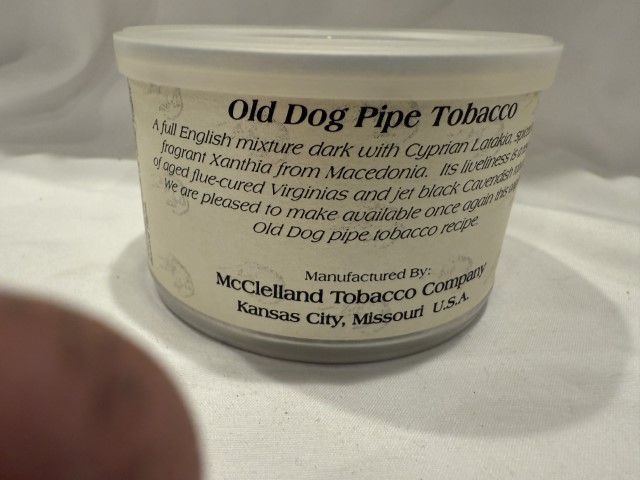 Old Dog Pipe Tobacco
A full English mixture dark with Cyprian Latakia,
fragrant Xanthia from Macedonia. Its liveliness is
of aged flue-cured Virginias and jet black Cavendish
We are pleased to make available once again this
Old Dog pipe tobacco recipe.
Manufactured By:
McClelland Tobacco Company
Kansas City, Missouri U.S.A.